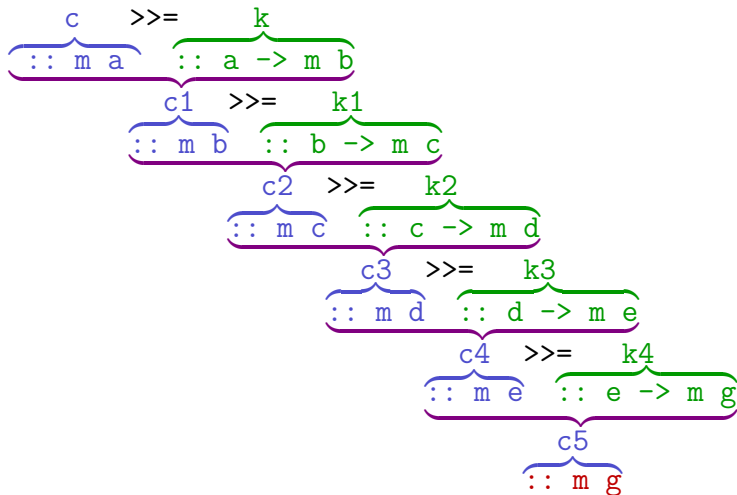 c >>= k
:: m a :: a -> m b
c1 >>= k1
:: m b :: b -> m c
c2 >>= k2
:: m c :: c -> m d
c3 >>= k3
:: m d :: d -> m e
c4 >>= k4
:: m e :: e -> m g
c5
:: m g